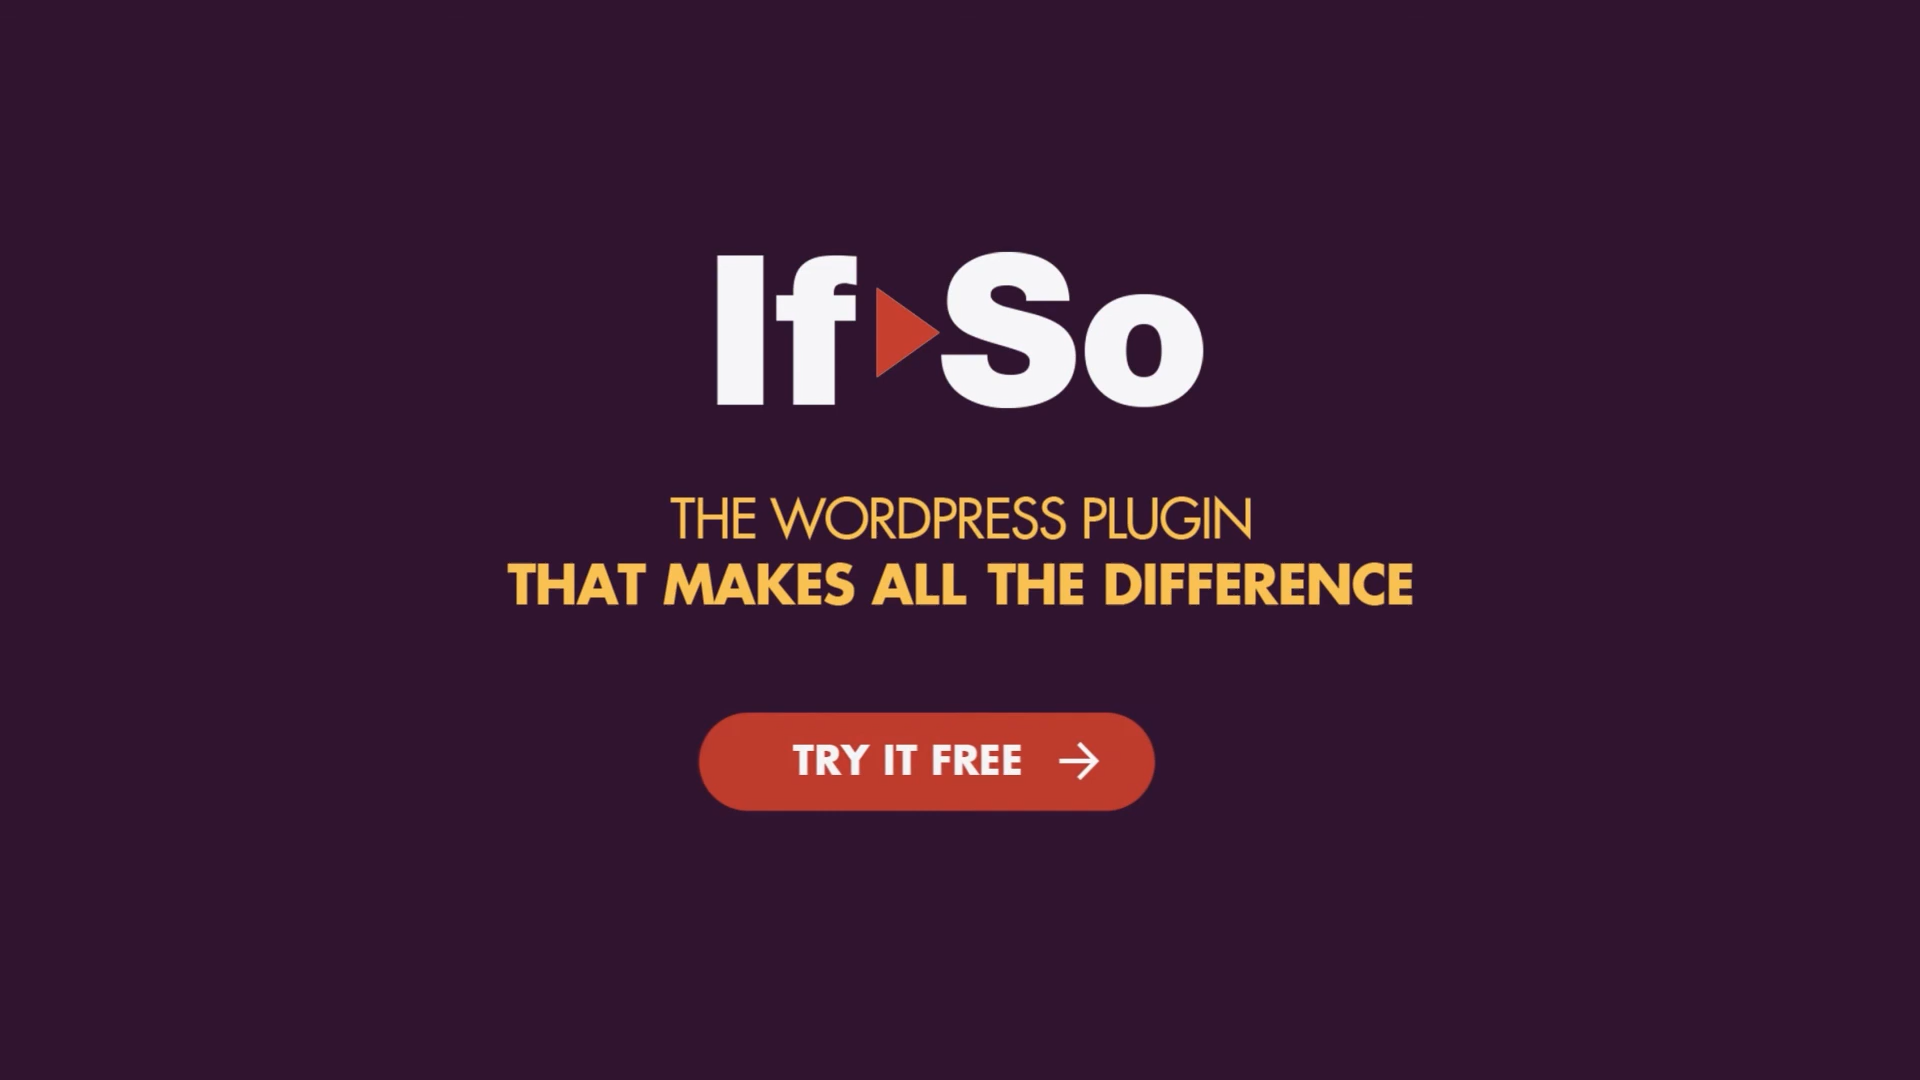 If So
THE WORDPRESS PLUGIN
THAT MAKES ALL THE DIFFERENCE
TRY IT FREE →